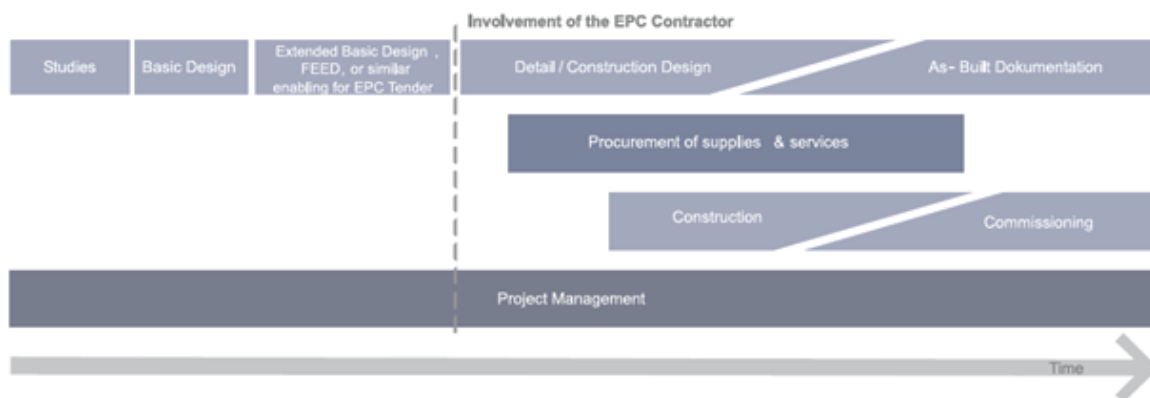 Involvement of the EPC Contractor
Studies
Basic Design
Extended Basic Design ,
FEED, or similar
enabling for EPC Tender
Detail / Construction Design
As- Built Dokumentation
Procurement of supplies & services
Construction
Commissioning
Project Management
Time